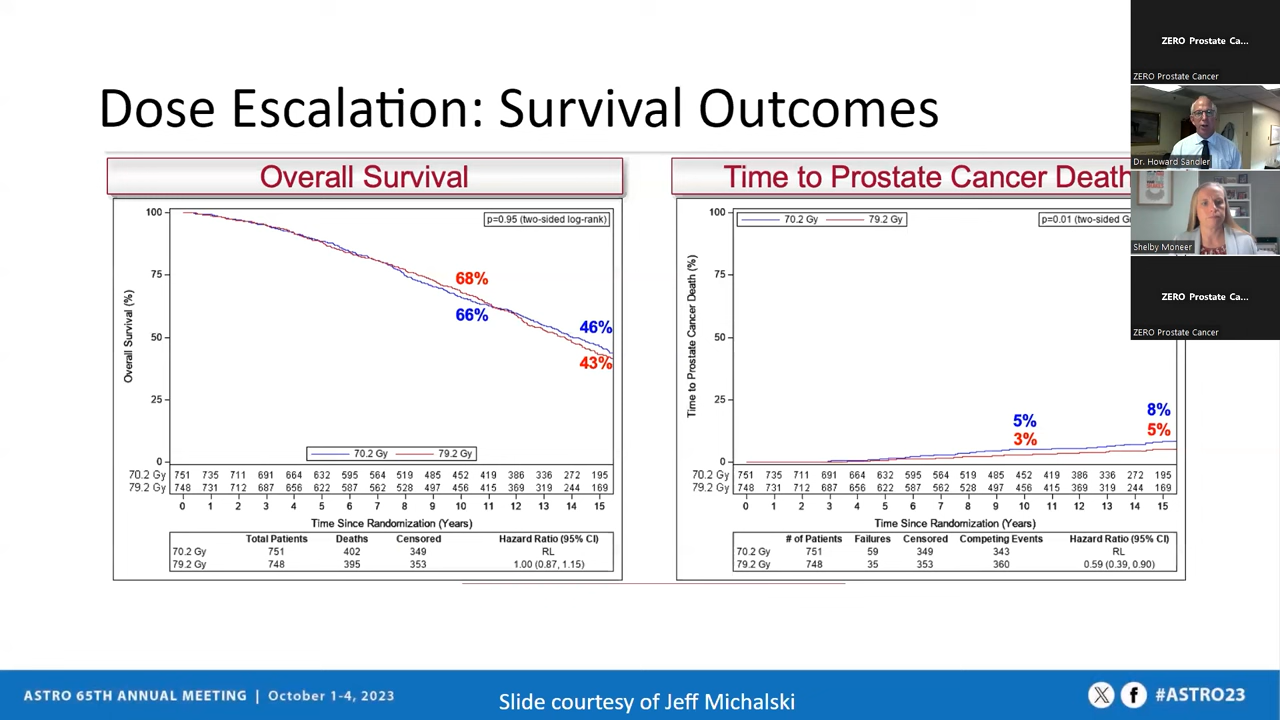 Dose Escalation: Survival Outcomes
Overall Survival
100
75
50
25
0
Overall Survival (%)
p=0.95 (two-sided log-rank)
68%
66%
46%
43%
70.2 Gy 79.2 Gy
70.2 Gy 751 735 711 691 656 622 595 564 519 485 452 419 386 336 272 195
79.2 Gy 748 731 712 687 664 632 587 562 528 497 456 415 369 319 244 169
0 1 2 3 4 5 6 7 8 9 10 11 12 13 14 15
Time Since Randomization (Years)
Total Patients Deaths Censored Hazard Ratio (95% CI)
70.2 Gy 751 402 349 RL
79.2 Gy 748 395 353 1.00 (0.87, 1.15)
Time to Prostate Cancer Death
100
75
50
25
0
Time to Prostate Cancer Death (%)
70.2 Gy 79.2 Gy
p=0.01 (two-sided G
5%
3%
8%
5%
70.2 Gy 751 735 711 691 664 632 595 564 519 485 452 419 386 336 272 195
79.2 Gy 748 731 712 687 656 622 587 562 528 497 456 415 369 319 244 169
0 1 2 3 4 5 6 7 8 9 10 11 12 13 14 15
Time Since Randomization (Years)
# of Patients Failures Censored Competing Events Hazard Ratio (95% CI)
70.2 Gy 751 59 349 343 RL
79.2 Gy 748 35 353 360 0.59 (0.39, 0.90)
ZERO Prostate Ca...
ZERO Prostate Cancer
Dr. Howard Sandler
Shelby Moneer
ZERO Prostate Ca...
ZERO Prostate Cancer
ASTRO 65TH ANNUAL MEETING | October 1-4, 2023
Slide courtesy of Jeff Michalski
#ASTRO23